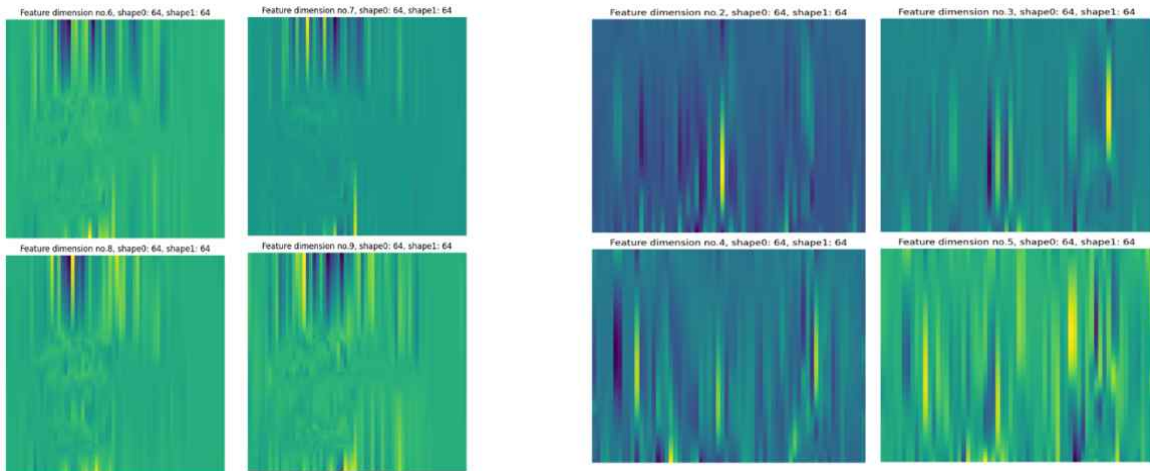 Feature dimension no.6, shape0: 64, shape1: 64
Feature dimension no.7, shape0: 64, shape1: 64
Feature dimension no.2, shape0: 64, shape1: 64
Feature dimension no.3, shape0: 64, shape1: 64
Feature dimension no.8, shape0: 64, shape1: 64
Feature dimension no.9, shape0: 64, shape1: 64
Feature dimension no.4, shape0: 64, shape1: 64
Feature dimension no.5, shape0: 64, shape1: 64